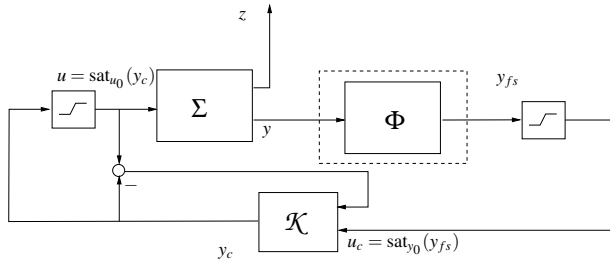 z
u = sat_{u_0}(y_c)
Σ
y
Φ
y_{fs}
−
𝒦
y_c
u_c = sat_{y_0}(y_{fs})